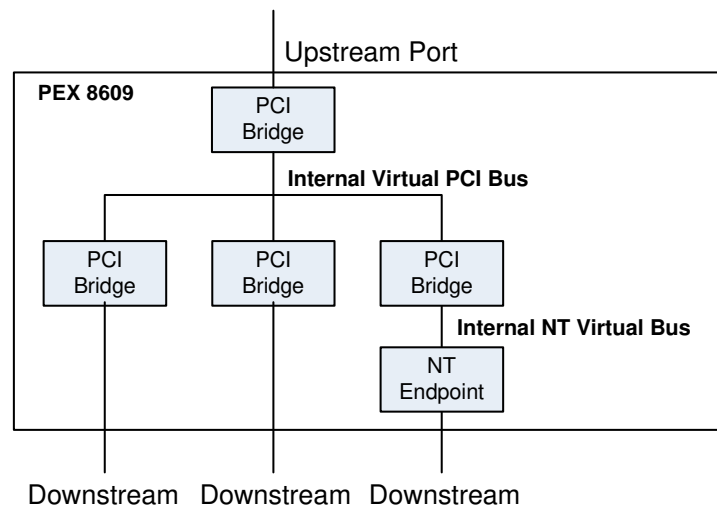 Upstream Port
PEX 8609
PCI
Bridge
Internal Virtual PCI Bus
PCI
Bridge
PCI
Bridge
PCI
Bridge
Internal NT Virtual Bus
NT
Endpoint
Downstream Downstream Downstream